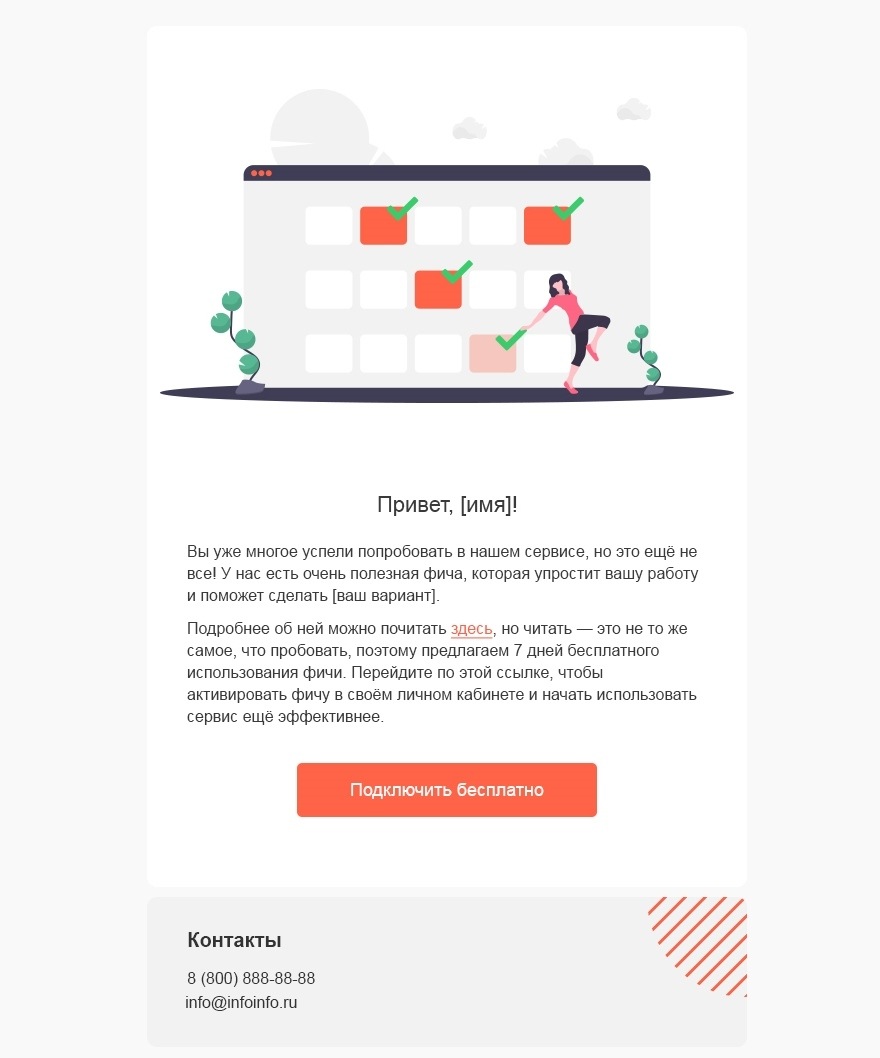 Привет, [имя]!
Вы уже многое успели попробовать в нашем сервисе, но это ещё не
все! У нас есть очень полезная фича, которая упростит вашу работу
и поможет сделать [ваш вариант].
Подробнее об ней можно почитать здесь, но читать — это не то же
самое, что пробовать, поэтому предлагаем 7 дней бесплатного
использования фичи. Перейдите по этой ссылке, чтобы
активировать фичу в своём личном кабинете и начать использовать
сервис ещё эффективнее.
Подключить бесплатно
Контакты
8 (800) 888-88-88
info@infoinfo.ru